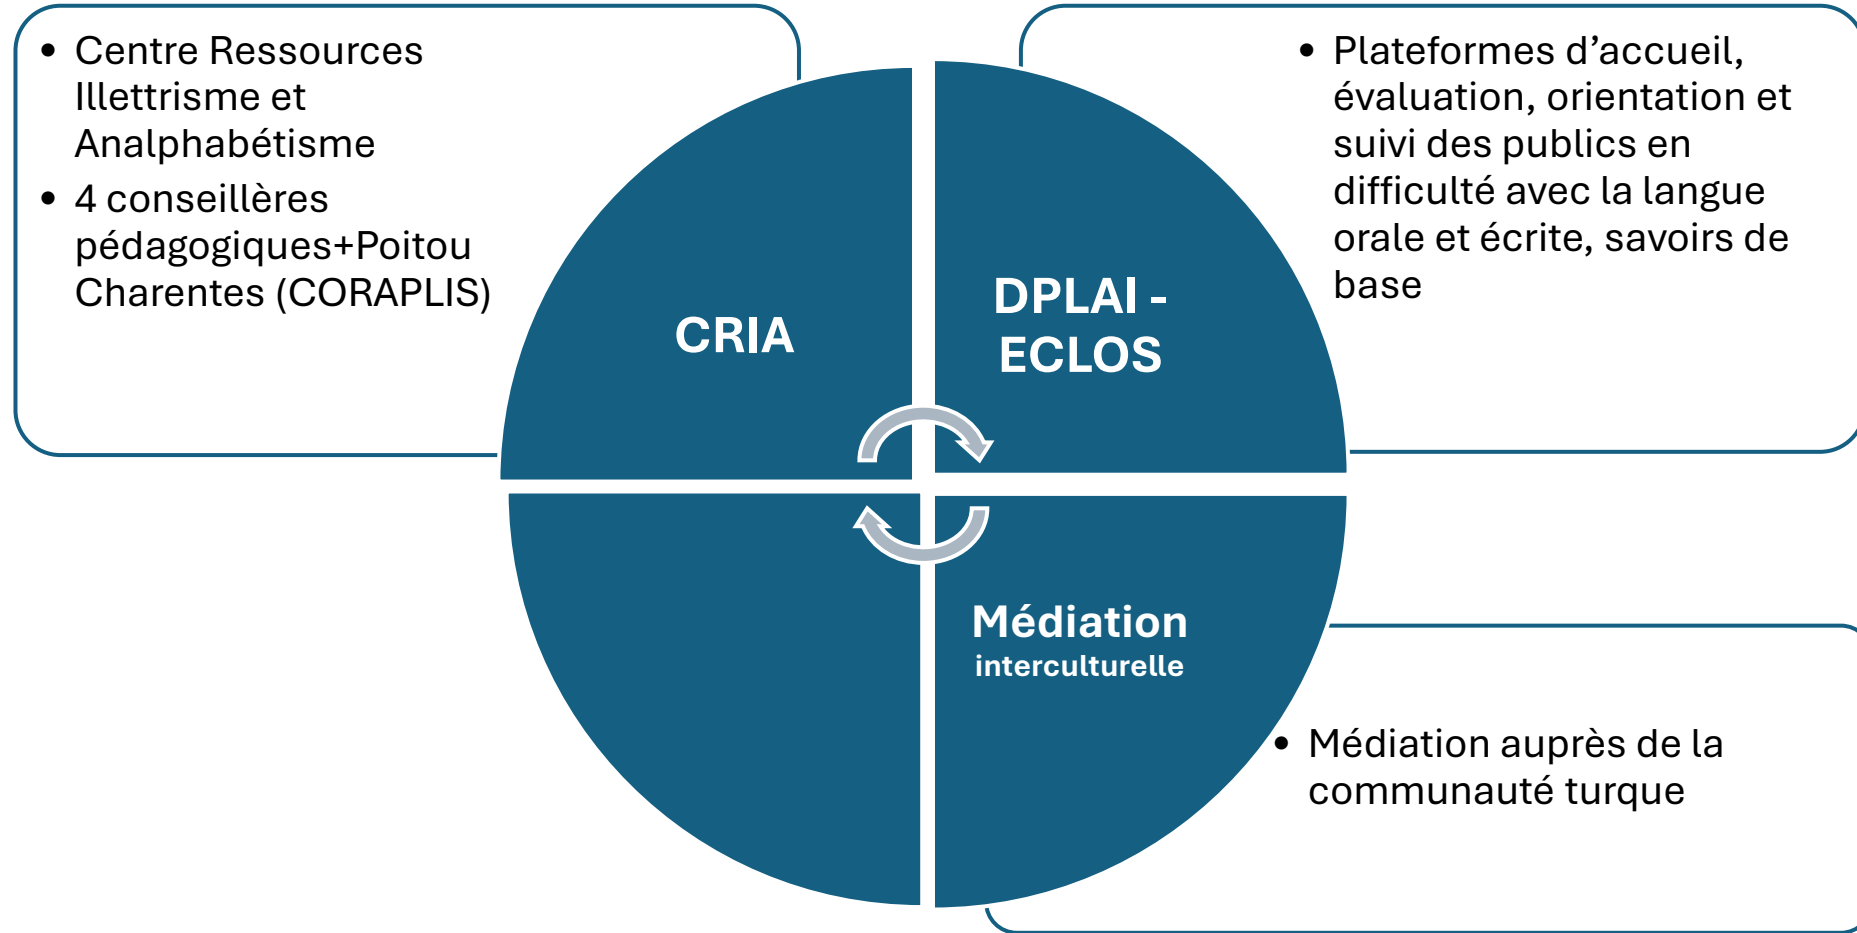 • Centre Ressources
Illettrisme et
Analphabétisme
• 4 conseillères
pédagogiques+Poitou
Charentes (CORAPLIS)
• Plateformes d’accueil,
évaluation, orientation et
suivi des publics en
difficulté avec la langue
orale et écrite, savoirs de
base
CRIA
DPLAI -
ECLOS
Médiation
interculturelle
• Médiation auprès de la
communauté turque